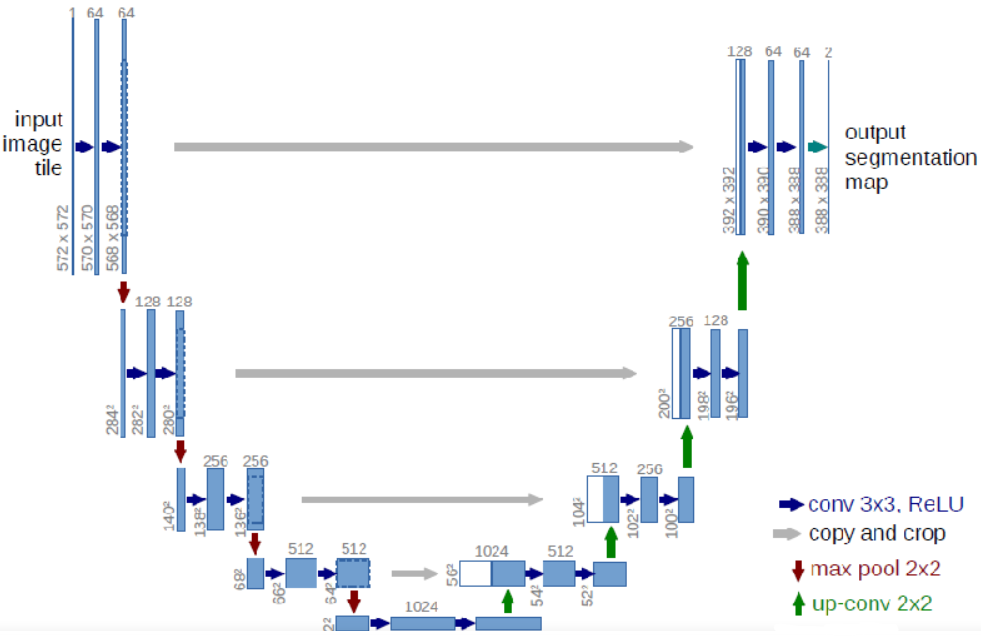 1 64 64
128 64 64 2
input
image
tile
output
segmentation
map
572 x 572
570 x 570
568 x 568
392 x 392
390 x 390
388 x 388
388 x 388
128 128
256 128
284²
282²
280²
200²
198²
196²
256 256
512 256
140²
138²
136²
104²
102²
100²
conv 3x3, ReLU
copy and crop
max pool 2x2
up-conv 2x2
512 512
1024 512
68²
66²
64²
56²
54²
52²
1024
2²